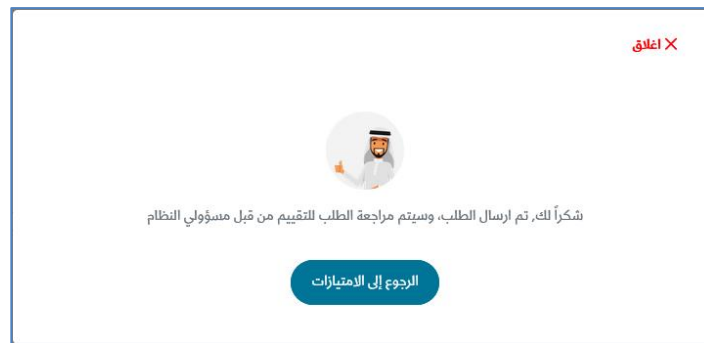 اغلاق
شكراً لك, تم ارسال الطلب، وسيتم مراجعة الطلب للتقييم من قبل مسؤولي النظام
الرجوع إلى الامتيازات